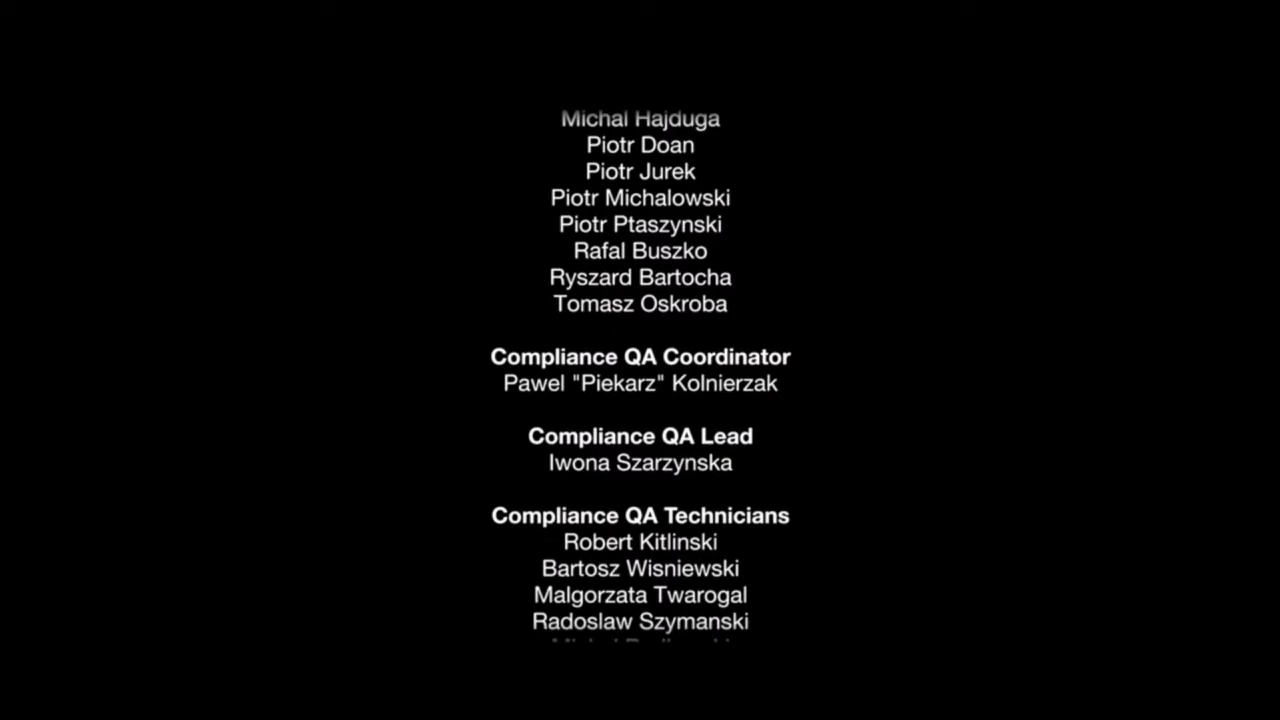 Michal Hajduga
Piotr Doan
Piotr Jurek
Piotr Michalowski
Piotr Ptaszynski
Rafal Buszko
Ryszard Bartocha
Tomasz Oskroba
Compliance QA Coordinator
Pawel "Piekarz" Kolnierzak
Compliance QA Lead
Iwona Szarzynska
Compliance QA Technicians
Robert Kitlinski
Bartosz Wisniewski
Malgorzata Twarogal
Radoslaw Szymanski